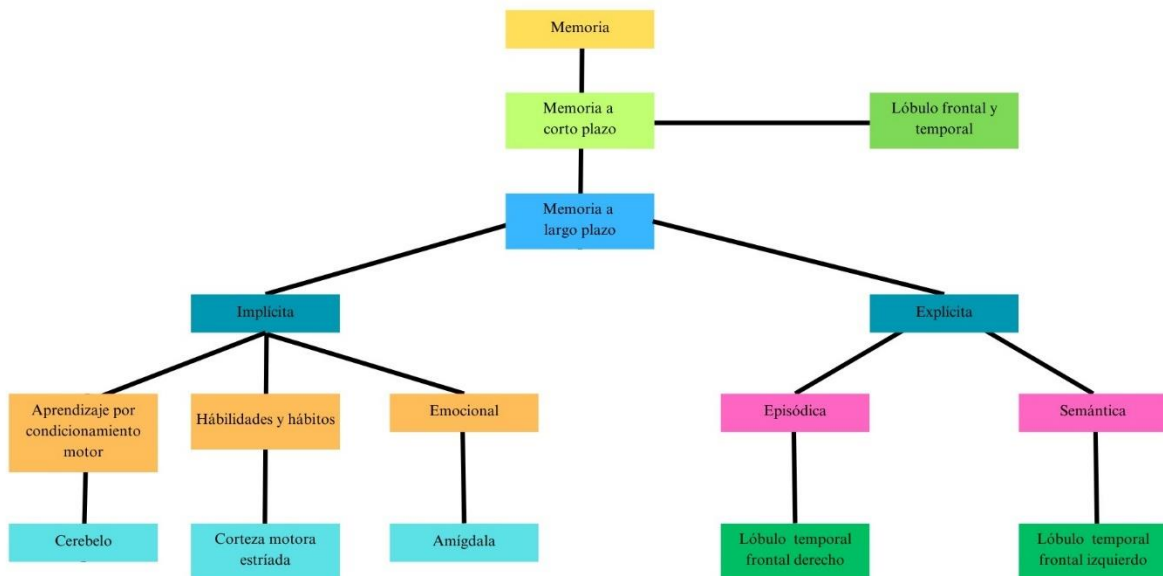 Memoria
Memoria a
corto plazo
Lóbulo frontal y
temporal
Memoria a
largo plazo
Implícita
Explícita
Aprendizaje por
condicionamiento
motor
Hábilidades y hábitos
Emocional
Episódica
Semántica
Cerebelo
Corteza motora
estríada
Amígdala
Lóbulo temporal
frontal derecho
Lóbulo temporal
frontal izquierdo